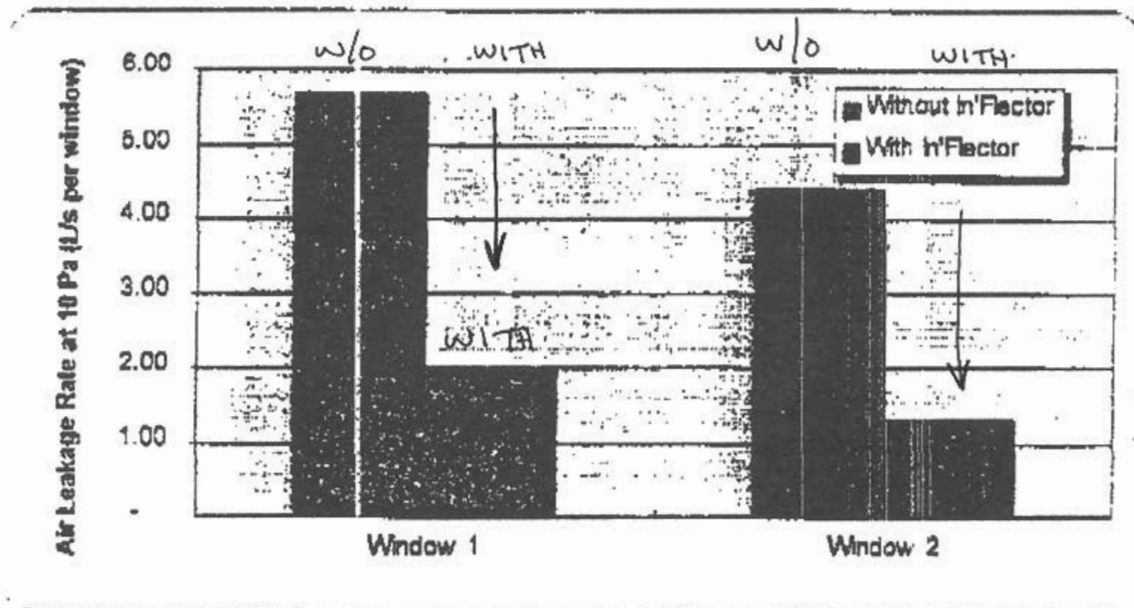 W/O
WITH
W/O
WITH
6.00
5.00
4.00
3.00
2.00
1.00
-
Air Leakage Rate at 10 Pa (L/s per window)
Without In'Flector
With In'Flector
WITH
Window 1
Window 2